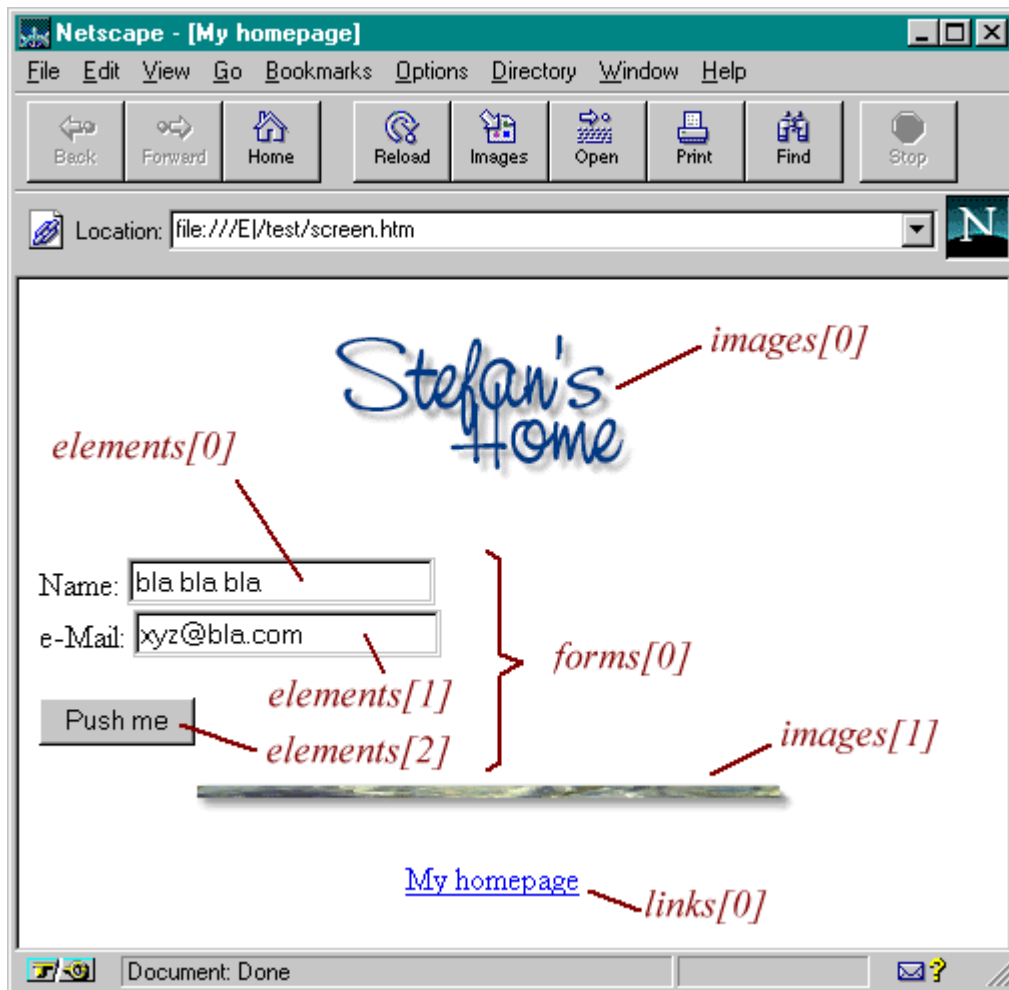 Netscape - [My homepage]
File Edit View Go Bookmarks Options Directory Window Help
Back Forward Home Reload Images Open Print Find Stop
Location: file:///E|/test/screen.htm
N
images[0]
Stefan's
Home
elements[0]
Name: bla bla bla
e-Mail: xyz@bla.com
forms[0]
elements[1]
Push me
elements[2]
images[1]
My homepage
links[0]
Document: Done